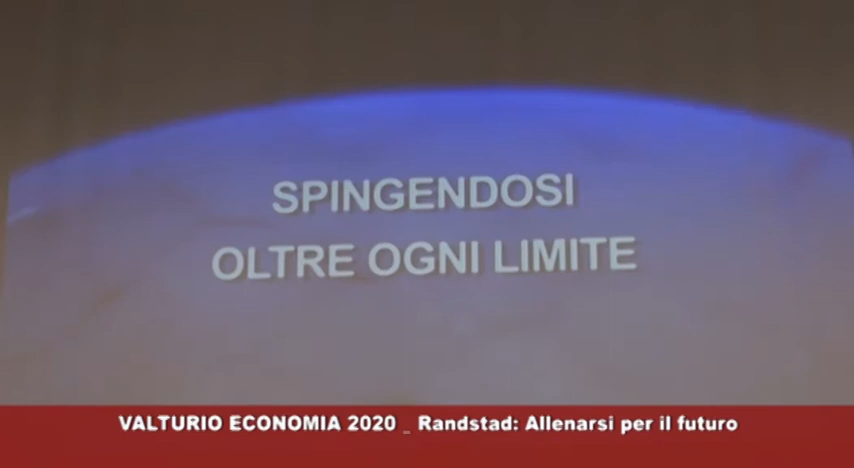 SPINGENDOSI
OLTRE OGNI LIMITE
VALTURIO ECONOMIA 2020 _ Randstad: Allenarsi per il futuro